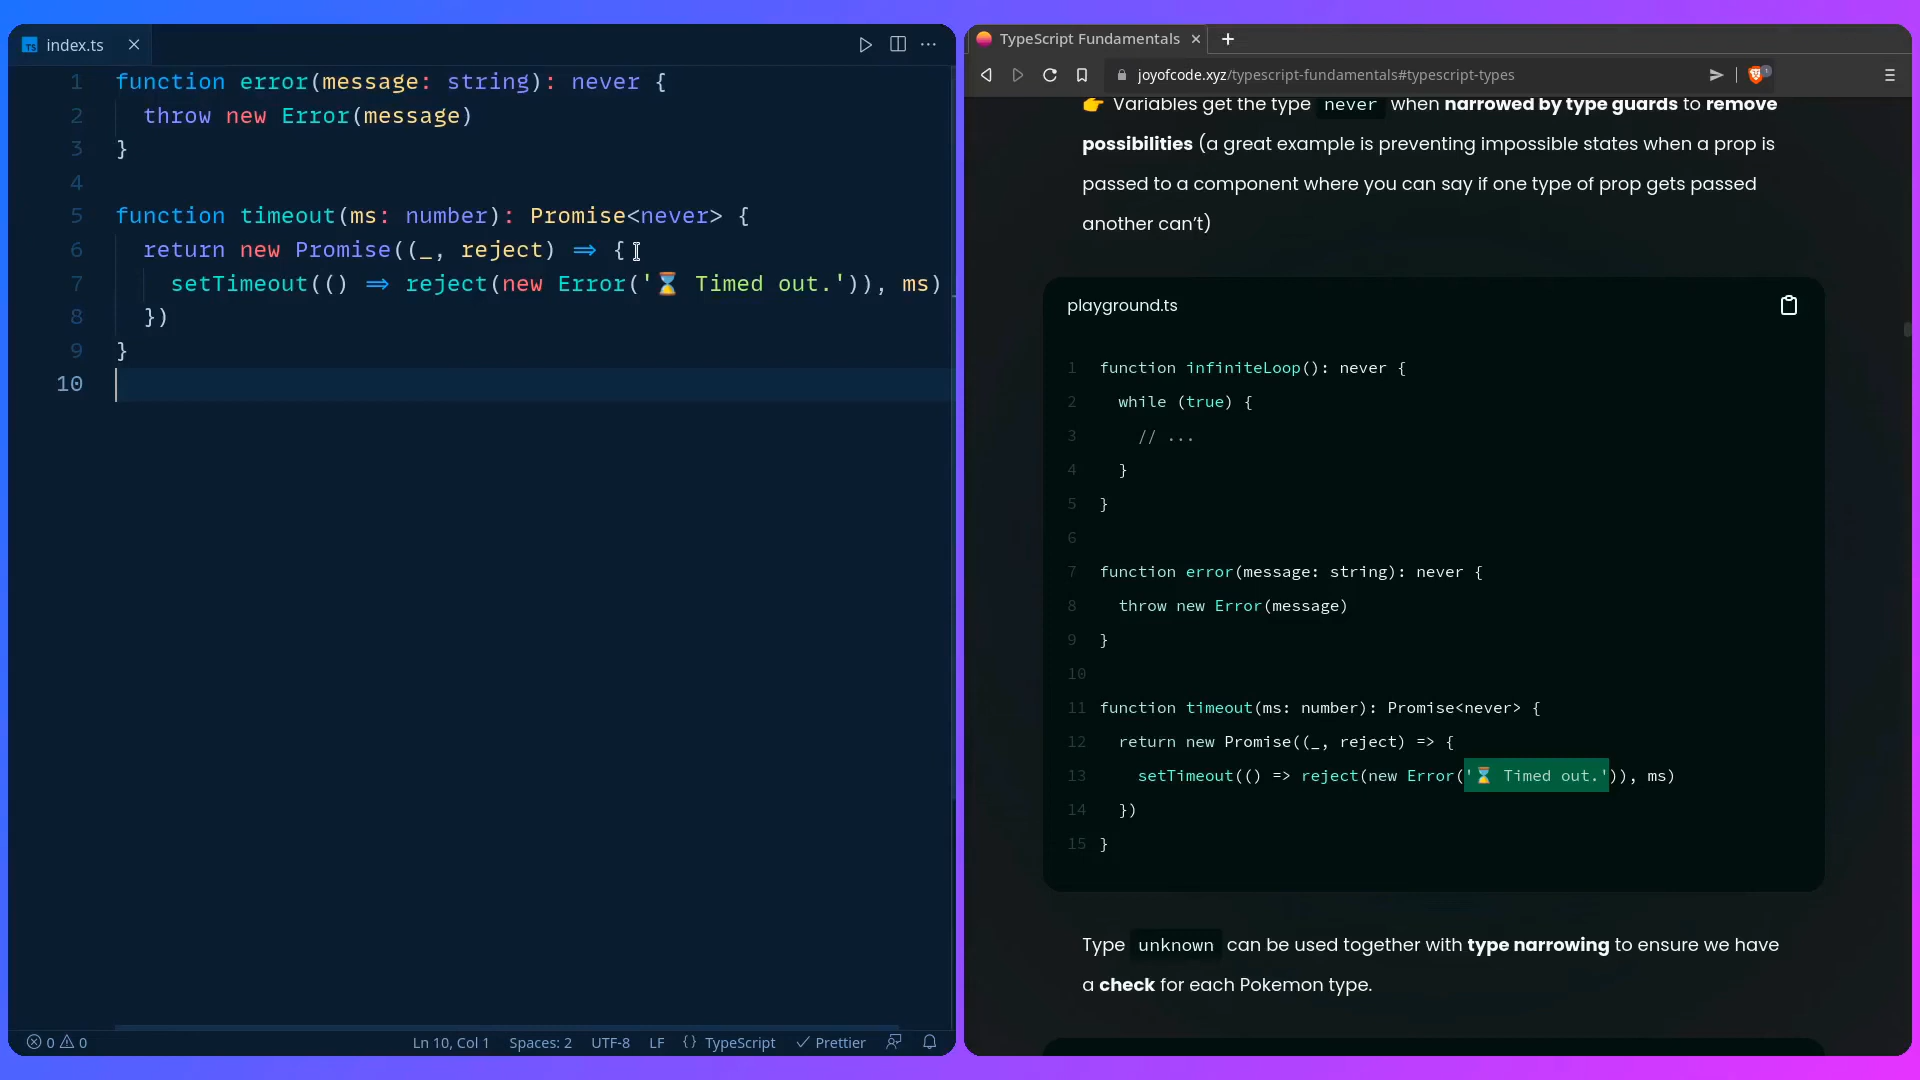 index.ts
1 function error(message: string): never {
2 throw new Error(message)
3 }
4
5 function timeout(ms: number): Promise<never> {
6 return new Promise((_, reject) => {
7 setTimeout(() => reject(new Error('⌛ Timed out.')), ms)
8 })
9 }
10
0 0
Ln 10, Col 1
Spaces: 2
UTF-8
LF
{} TypeScript
Prettier
TypeScript Fundamentals
joyofcode.xyz/typescript-fundamentals#typescript-types
1
👉 Variables get the type never when narrowed by type guards to remove
possibilities (a great example is preventing impossible states when a prop is
passed to a component where you can say if one type of prop gets passed
another can’t)
playground.ts
1 function infiniteLoop(): never {
2 while (true) {
3 // ...
4 }
5 }
6
7 function error(message: string): never {
8 throw new Error(message)
9 }
10
11 function timeout(ms: number): Promise<never> {
12 return new Promise((_, reject) => {
13 setTimeout(() => reject(new Error('⌛ Timed out.')), ms)
14 })
15 }
Type unknown can be used together with type narrowing to ensure we have
a check for each Pokemon type.